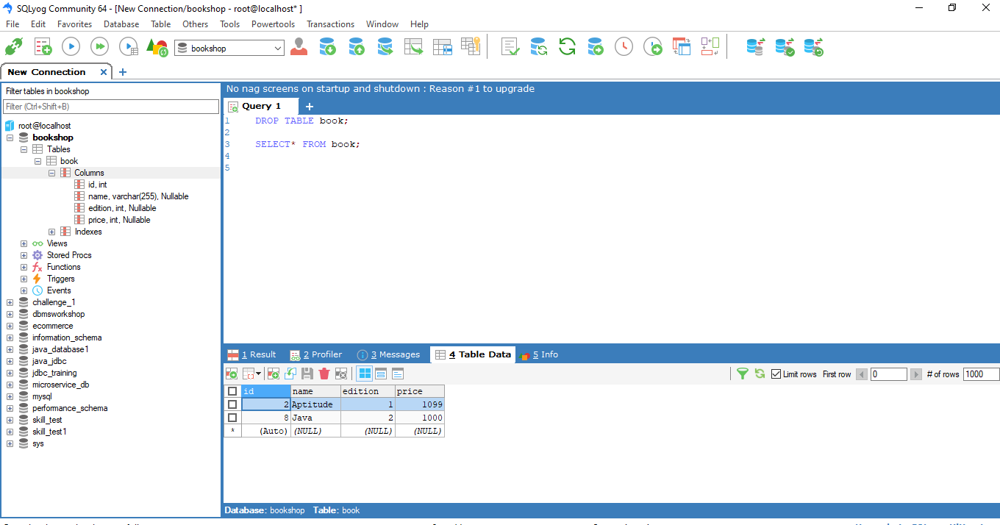 SQLyog Community 64 - [New Connection/bookshop - root@localhost* ]
File Edit Favorites Database Table Others Tools Powertools Transactions Window Help
bookshop
New Connection
Filter tables in bookshop
Filter (Ctrl+Shift+B)
root@localhost
bookshop
Tables
book
Columns
id, int
name, varchar(255), Nullable
edition, int, Nullable
price, int, Nullable
Indexes
Views
Stored Procs
Functions
Triggers
Events
challenge_1
dbmsworkshop
ecommerce
information_schema
java_database1
java_jdbc
jdbc_training
microservice_db
mysql
performance_schema
skill_test
skill_test1
sys
No nag screens on startup and shutdown : Reason #1 to upgrade
Query 1
1 DROP TABLE book;
2
3 SELECT* FROM book;
4
5
1 Result 2 Profiler 3 Messages 4 Table Data 5 Info
Limit rows First row 0 # of rows 1000
id name edition price
2 Aptitude 1 1099
8 Java 2 1000
* (Auto) (NULL) (NULL) (NULL)
Database: bookshop Table: book